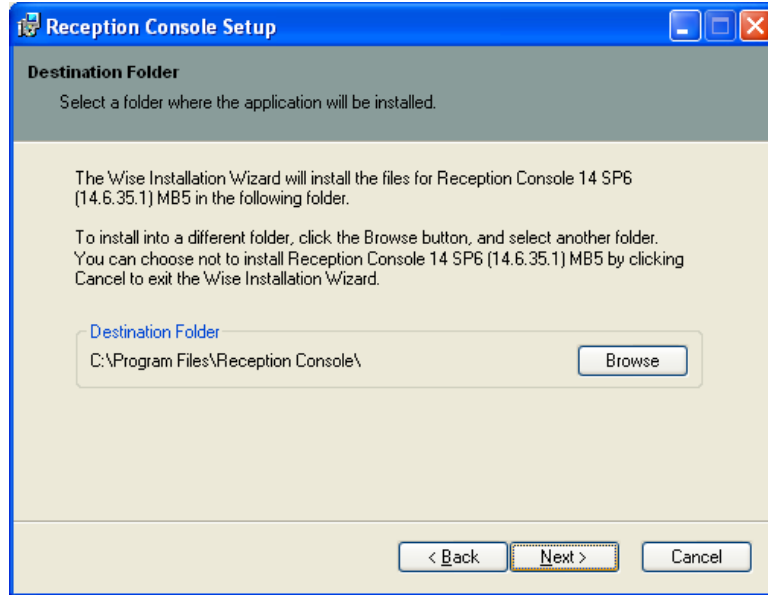 Reception Console Setup
Destination Folder
Select a folder where the application will be installed.
The Wise Installation Wizard will install the files for Reception Console 14 SP6
(14.6.35.1) MB5 in the following folder.
To install into a different folder, click the Browse button, and select another folder.
You can choose not to install Reception Console 14 SP6 (14.6.35.1) MB5 by clicking
Cancel to exit the Wise Installation Wizard.
Destination Folder
C:\Program Files\Reception Console\
Browse
< Back
Next >
Cancel